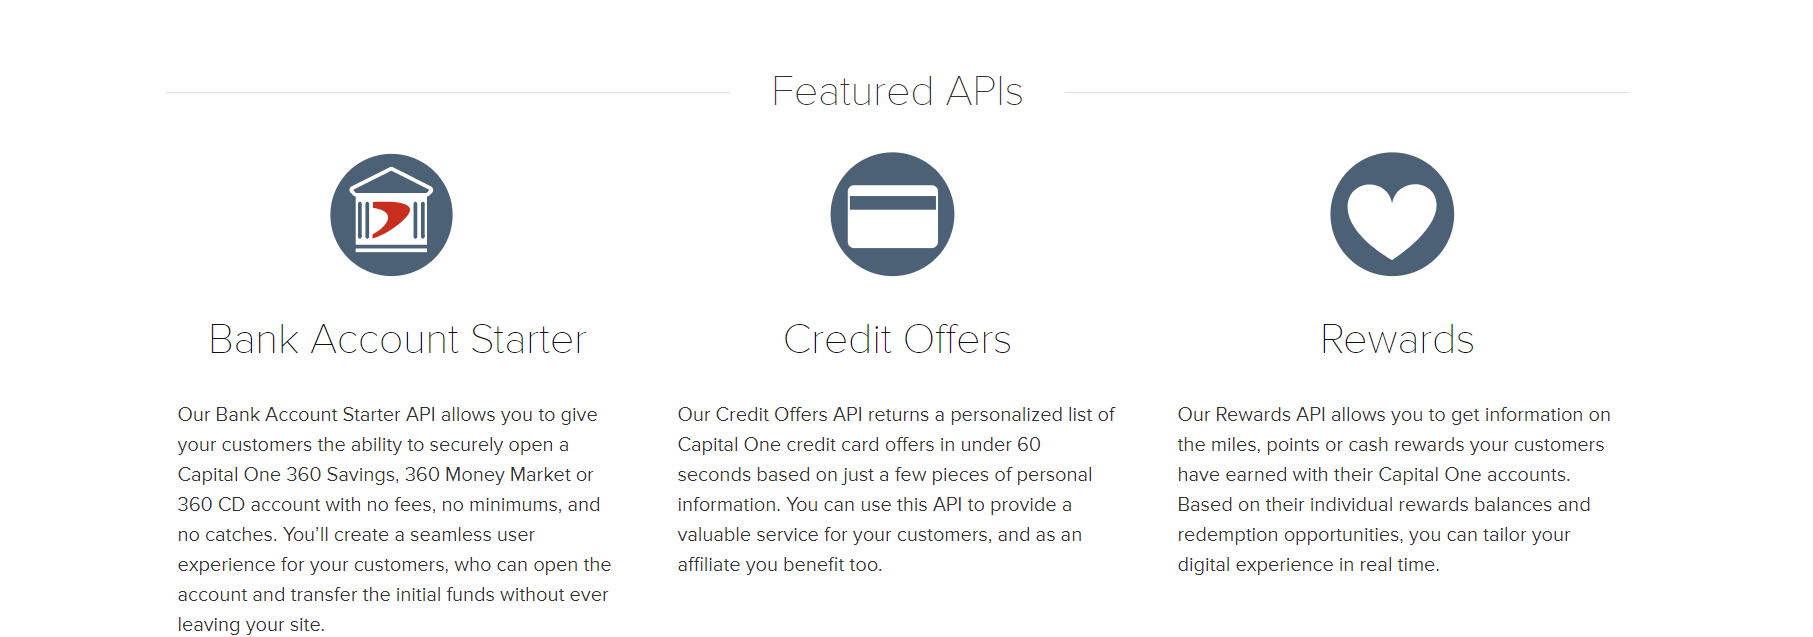 Featured APIs
Bank Account Starter
Our Bank Account Starter API allows you to give
your customers the ability to securely open a
Capital One 360 Savings, 360 Money Market or
360 CD account with no fees, no minimums, and
no catches. You’ll create a seamless user
experience for your customers, who can open the
account and transfer the initial funds without ever
leaving your site.
Credit Offers
Our Credit Offers API returns a personalized list of
Capital One credit card offers in under 60
seconds based on just a few pieces of personal
information. You can use this API to provide a
valuable service for your customers, and as an
affiliate you benefit too.
Rewards
Our Rewards API allows you to get information on
the miles, points or cash rewards your customers
have earned with their Capital One accounts.
Based on their individual rewards balances and
redemption opportunities, you can tailor your
digital experience in real time.